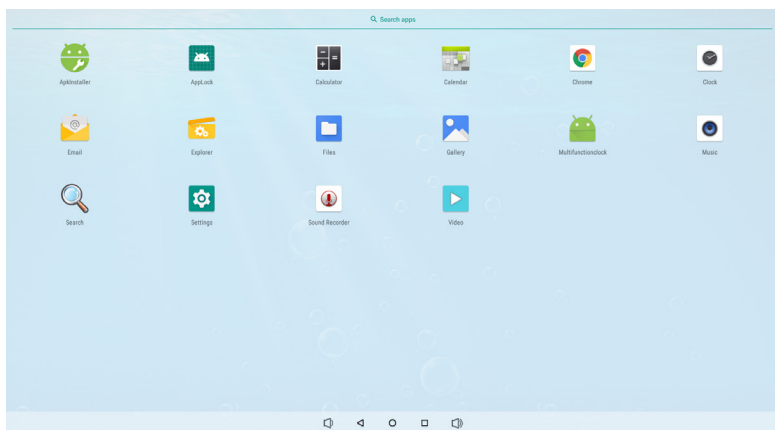 Search apps
ApkInstaller
AppLock
Calculator
Calendar
Chrome
Clock
Email
Explorer
Files
Gallery
Multifunctionclock
Music
Search
Settings
Sound Recorder
Video